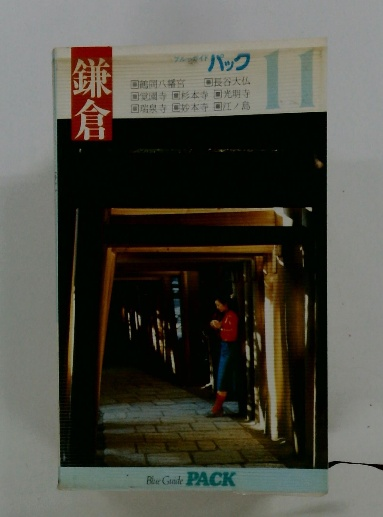 鎌倉
ブルーガイド パック
11
鶴岡八幡宮 長谷大仏
覚園寺 杉本寺 光明寺
瑞泉寺 妙本寺 江ノ島
Blue Guide PACK